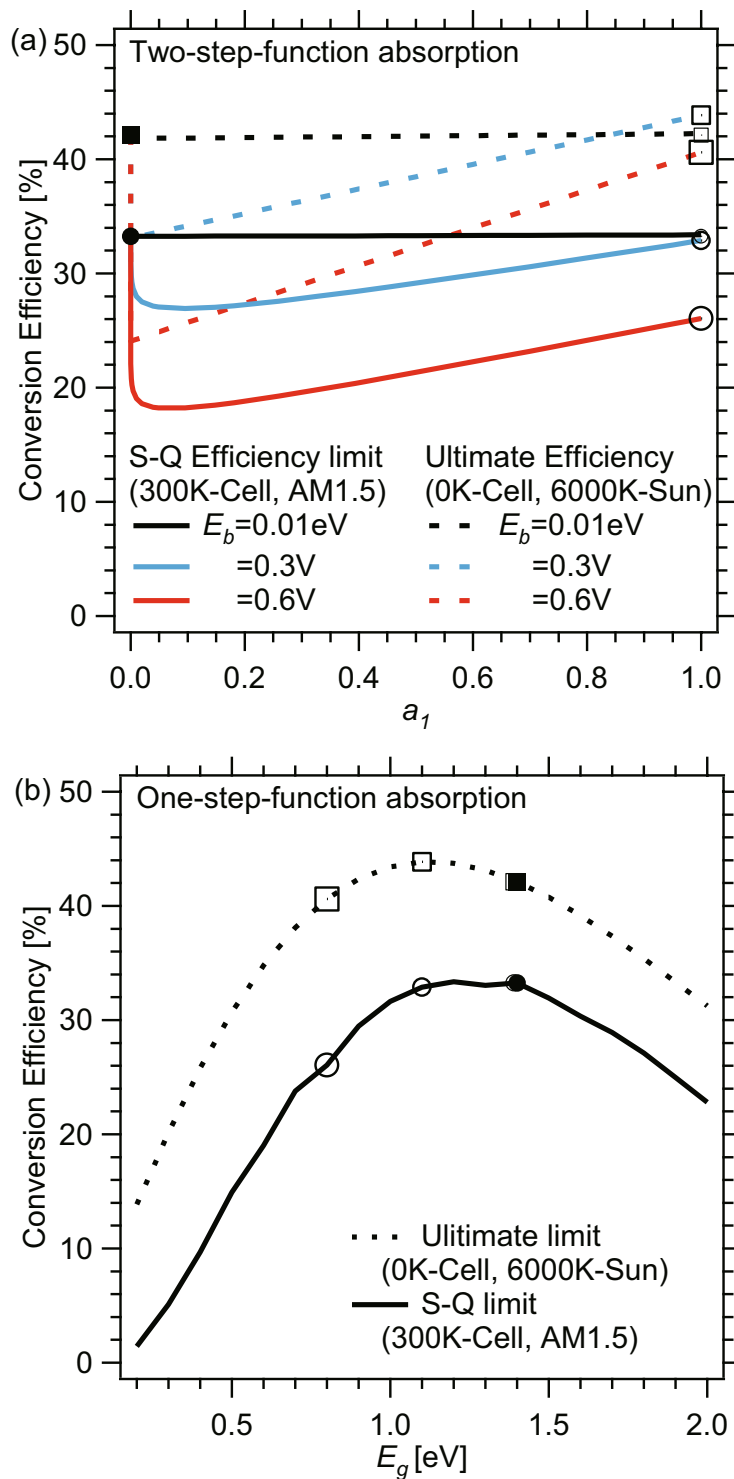 (a)
Two-step-function absorption
Conversion Efficiency [%]
50
40
30
20
10
0
S-Q Efficiency limit
(300K-Cell, AM1.5)
E_b=0.01eV
=0.3V
=0.6V
Ultimate Efficiency
(0K-Cell, 6000K-Sun)
E_b=0.01eV
=0.3V
=0.6V
0.0 0.2 0.4 0.6 0.8 1.0
a_1
(b)
One-step-function absorption
Conversion Efficiency [%]
50
40
30
20
10
0
Ulitimate limit
(0K-Cell, 6000K-Sun)
S-Q limit
(300K-Cell, AM1.5)
0.5 1.0 1.5 2.0
E_g [eV]